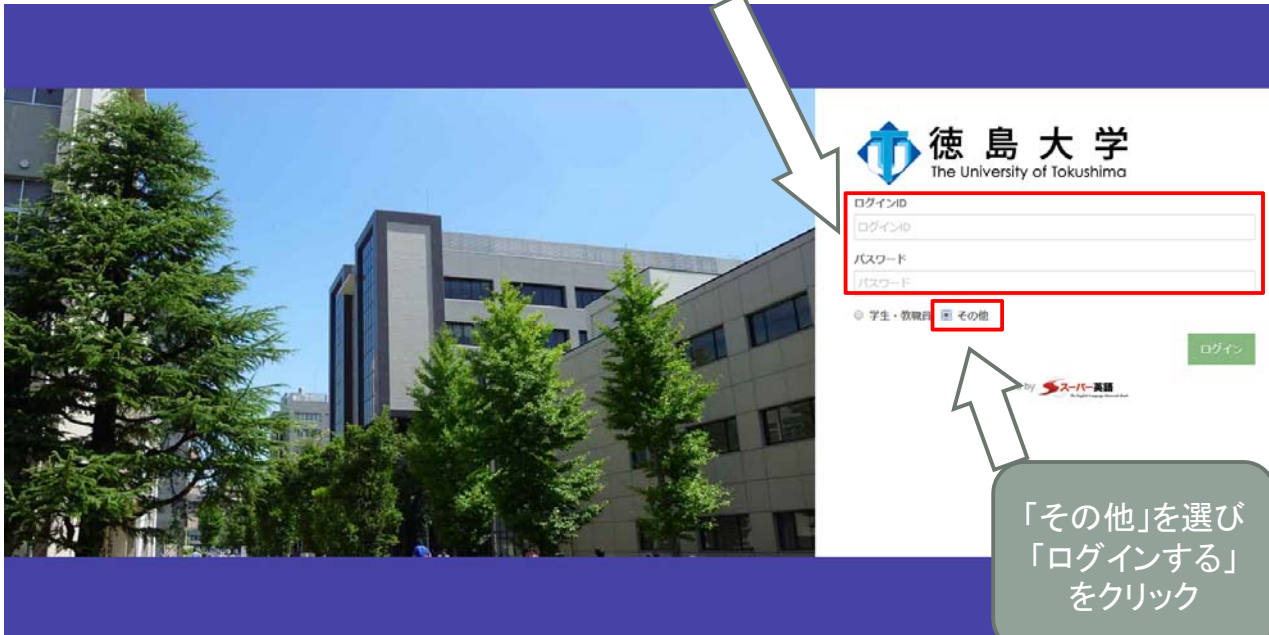 徳島大学
The University of Tokushima
ログインID
ログインID
パスワード
パスワード
学生・教職員 その他
ログイン
by スーパー英語
「その他」を選び
「ログインする」
をクリック